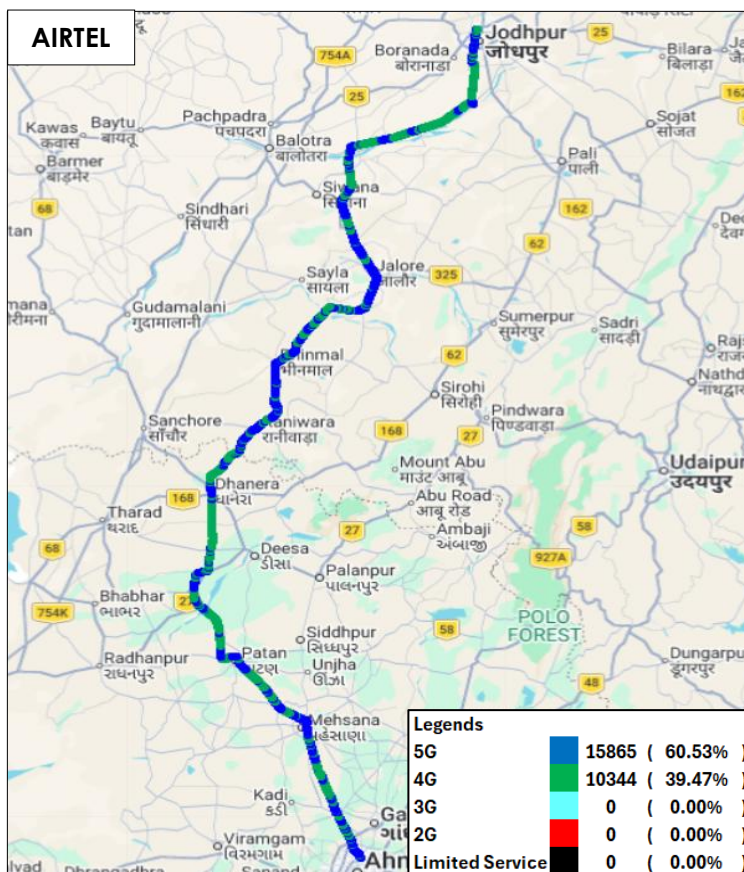 AIRTEL
Jodhpur
जोधपुर
Boranada
बोरानाडा
754A
25
25
Bilara
बिलाड़ा
162
Kawas
कवास
Baytu
बायतू
Pachpadra
पचपदरा
Sojat
सोजत
Balotra
बालोतरा
Barmer
बाड़मेर
Pali
पाली
68
Sindhari
सिंधारी
162
62
Sayla
सायला
Jalore
325
Gudamalani
गुदामालानी
Sumerpur
सुमेरपुर
Sadri
सादड़ी
62
भीनमाल
Sirohi
सिरोही
Pindwara
पिण्डवाड़ा
Sanchore
साँचौर
रानीवाड़ा
168
27
Mount Abu
माउंट आबू
Udaipur
उदयपुर
Dhanera
168
Abu Road
आबू रोड
Tharad
થરાદ
27
Ambaji
અંબાજી
58
68
Deesa
ડીસા
927A
Palanpur
પાલનપુર
Bhabhar
ભાભર
754K
58
POLO
FOREST
Siddhpur
સિધ્ધપુર
Radhanpur
રાધનપુર
Patan
Unjha
ઊંઝા
Dungarpur
डूंगरपुर
48
Mehsana
Kadi
કડી
Viramgam
વિરમગામ
Legends
5G 15865 ( 60.53% )
4G 10344 ( 39.47% )
3G 0 ( 0.00% )
2G 0 ( 0.00% )
Limited Service 0 ( 0.00% )